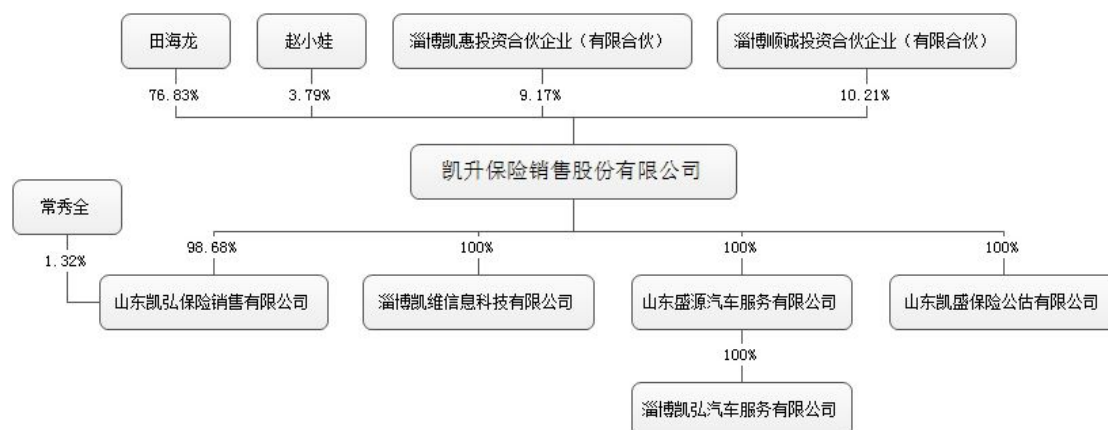 田海龙
赵小娃
淄博凯惠投资合伙企业（有限合伙）
淄博顺诚投资合伙企业（有限合伙）
76.83%
3.79%
9.17%
10.21%
凯升保险销售股份有限公司
常秀全
1.32%
98.68%
100%
100%
100%
山东凯弘保险销售有限公司
淄博凯维信息科技有限公司
山东盛源汽车服务有限公司
山东凯盛保险公估有限公司
100%
淄博凯弘汽车服务有限公司